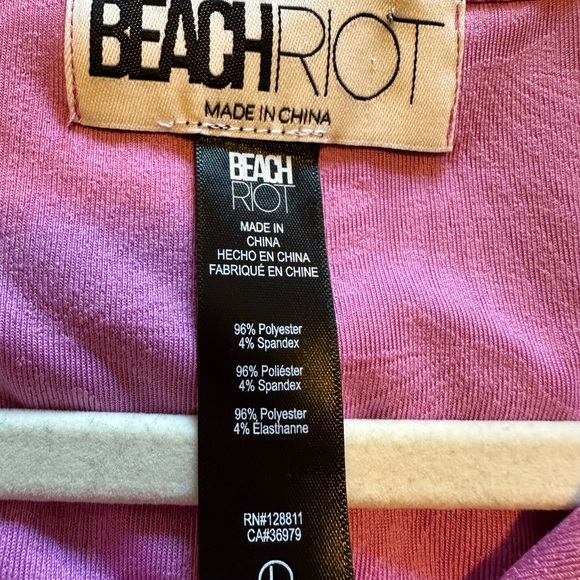 BEACHRIOT
MADE IN CHINA
BEACH
RIOT
MADE IN
CHINA
HECHO EN CHINA
FABRIQUÉ EN CHINE
96% Polyester
4% Spandex
96% Poliéster
4% Spandex
96% Polyester
4% Élasthanne
RN#128811
CA#36979
L